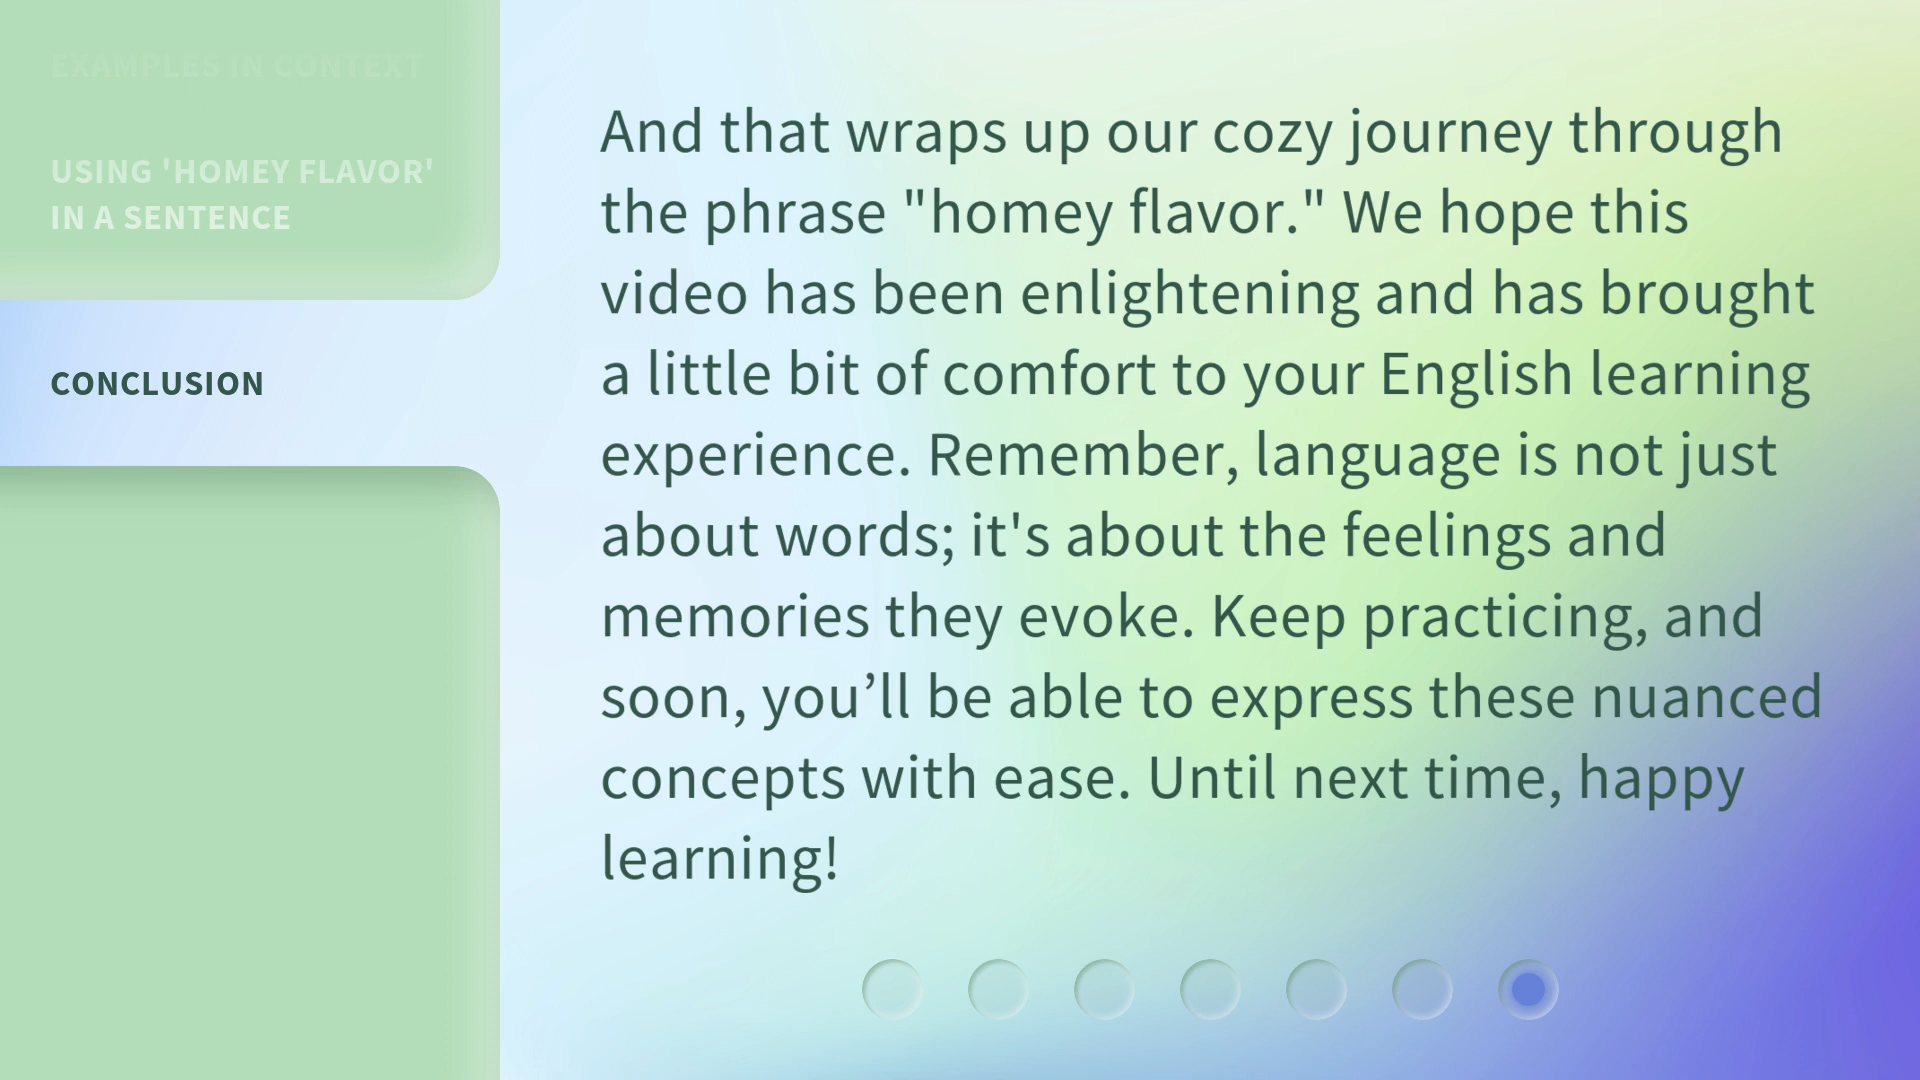 EXAMPLES IN CONTEXT
USING 'HOMEY FLAVOR'
IN A SENTENCE
CONCLUSION
And that wraps up our cozy journey through
the phrase "homey flavor." We hope this
video has been enlightening and has brought
a little bit of comfort to your English learning
experience. Remember, language is not just
about words; it's about the feelings and
memories they evoke. Keep practicing, and
soon, you’ll be able to express these nuanced
concepts with ease. Until next time, happy
learning!